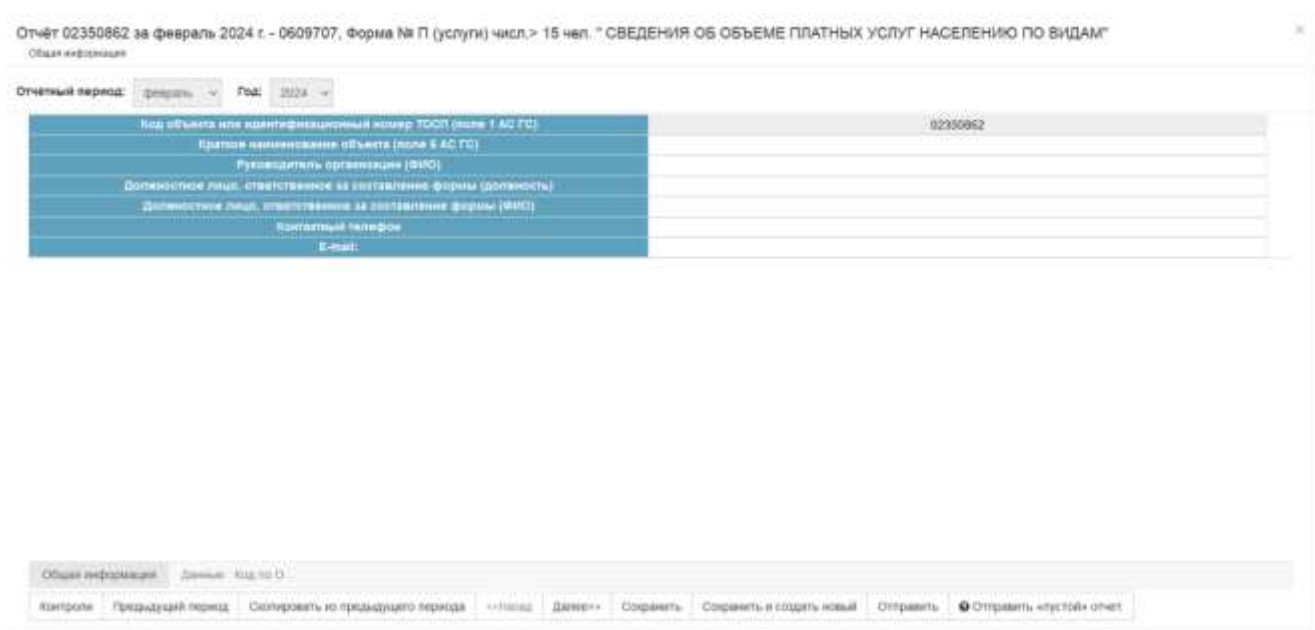 Отчёт 02350862 за февраль 2024 г. - 0609707, Форма № П (услуги) числ.> 15 чел. " СВЕДЕНИЯ ОБ ОБЪЕМЕ ПЛАТНЫХ УСЛУГ НАСЕЛЕНИЮ ПО ВИДАМ"
Общая информация
Отчетный период: февраль Год: 2024
Код объекта или идентификационный номер ТОСП (поле 1 АС ГС) 02350862
Краткое наименование объекта (поле 6 АС ГС)
Руководитель организации (ФИО)
Должностное лицо, ответственное за составление формы (должность)
Должностное лицо, ответственное за составление формы (ФИО)
Контактный телефон
E-mail:
Общая информация Данные Код по О...
Контроли Предыдущий период Скопировать из предыдущего периода <<Назад Далее>> Сохранить Сохранить и создать новый Отправить Отправить «пустой» отчет